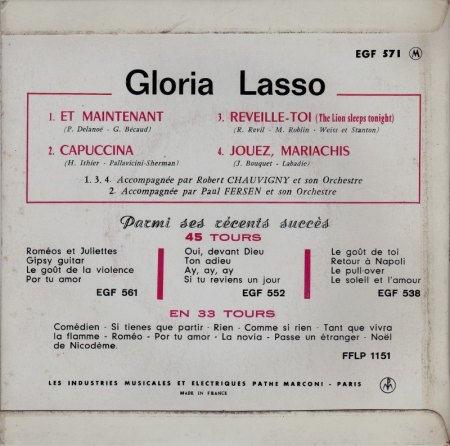 EGF 571 M
Gloria Lasso
1. ET MAINTENANT
(P. Delanoë - G. Bécaud)
2. CAPUCCINA
(H. Ithier - Pallavicini-Sherman)
3. REVEILLE-TOI (The Lion sleeps tonight)
(R. Revil - M. Roblin - Weiss et Stanton)
4. JOUEZ, MARIACHIS
(J. Bouquet - Labadie)
1. 3. 4. Accompagnée par Robert CHAUVIGNY et son Orchestre
2. Accompagnée par Paul FERSEN et son Orchestre
Parmi ses récents succès
45 TOURS
Roméos et Juliettes
Gipsy guitar
Le goût de la violence
Por tu amor
EGF 561
Oui, devant Dieu
Ton adieu
Ay, ay, ay
Si tu reviens un jour
EGF 552
Le goût de toi
Retour à Napoli
Le pull-over
Le soleil et l'amour
EGF 538
EN 33 TOURS
Comédien - Si tienes que partir - Rien - Comme si rien - Tant que vivra
la flamme - Roméo - Por tu amor - La novia - Passe un étranger - Noël
de Nicodème.
FFLP 1151
LES INDUSTRIES MUSICALES ET ELECTRIQUES PATHE MARCONI - PARIS
MADE IN FRANCE